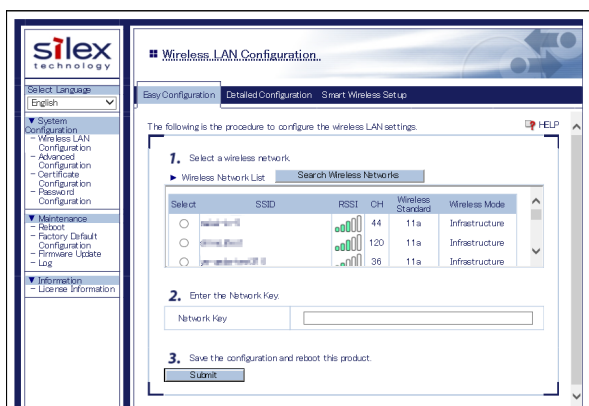 silex
technology
Select Language
English
▼ System
Configuration
- Wireless LAN
Configuration
- Advanced
Configuration
- Certificate
Configuration
- Password
Configuration
▼ Maintenance
- Reboot
- Factory Default
Configuration
- Firmware Update
- Log
▼ Information
- License Information
Wireless LAN Configuration
Easy Configuration Detailed Configuration Smart Wireless Setup
The following is the procedure to configure the wireless LAN settings.
HELP
1. Select a wireless network.
► Wireless Network List Search Wireless Networks
Select SSID RSSI CH Wireless Standard Wireless Mode
44 11a Infrastructure
120 11a Infrastructure
36 11a Infrastructure
2. Enter the Network Key.
Network Key
3. Save the configuration and reboot this product.
Submit